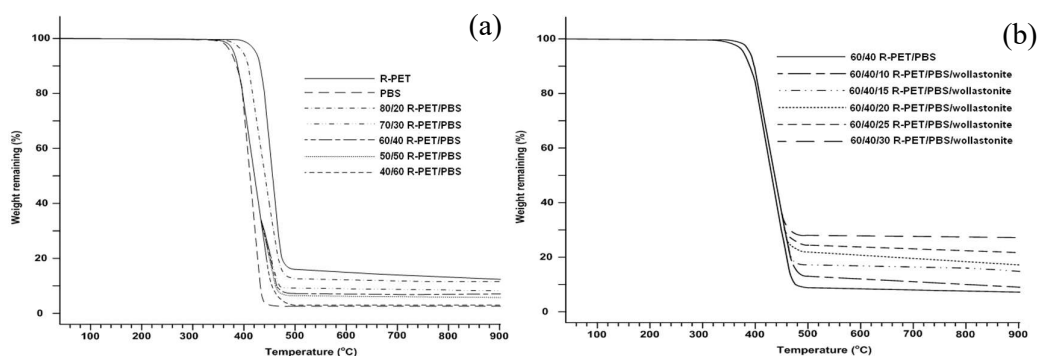 (a)
100
80
60
40
20
0
Weight remaining (%)
R-PET
PBS
80/20 R-PET/PBS
70/30 R-PET/PBS
60/40 R-PET/PBS
50/50 R-PET/PBS
40/60 R-PET/PBS
100 200 300 400 500 600 700 800 900
Temperature (°C)
(b)
100
80
60
40
20
0
Weight remaining (%)
60/40 R-PET/PBS
60/40/10 R-PET/PBS/wollastonite
60/40/15 R-PET/PBS/wollastonite
60/40/20 R-PET/PBS/wollastonite
60/40/25 R-PET/PBS/wollastonite
60/40/30 R-PET/PBS/wollastonite
100 200 300 400 500 600 700 800 900
Temperature (°C)